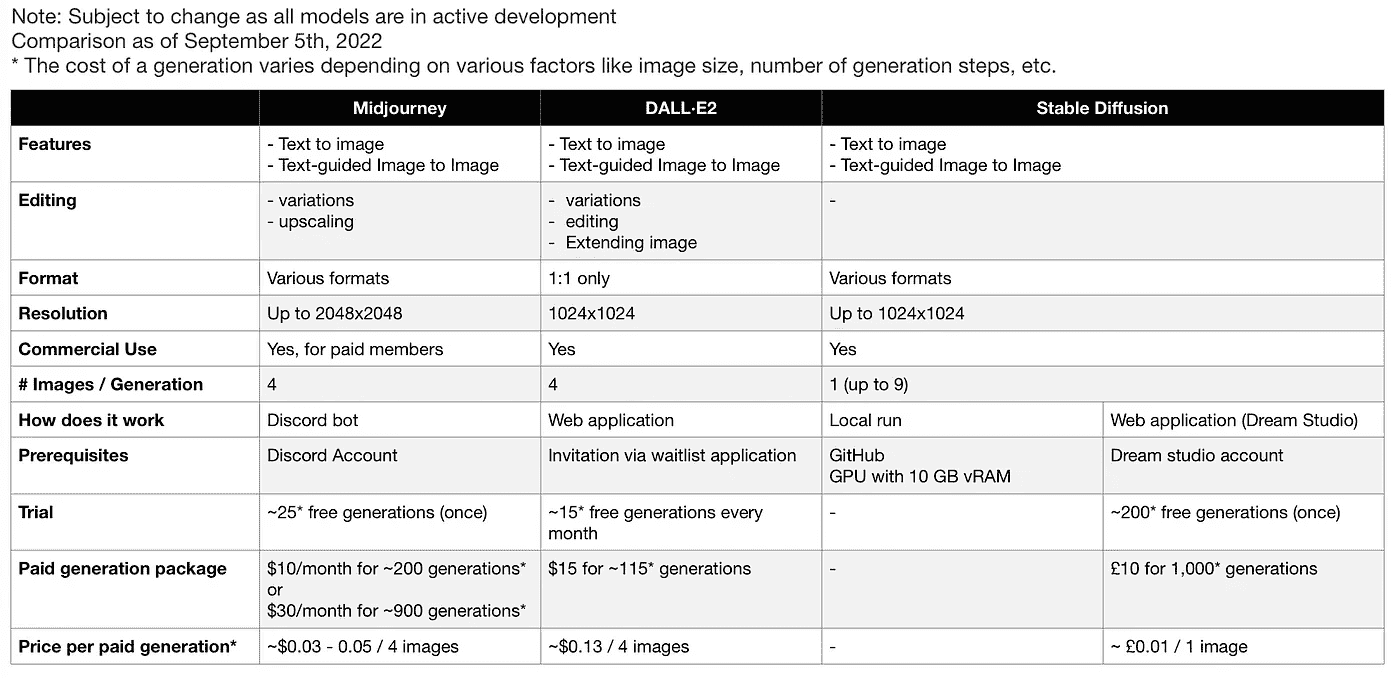 Note: Subject to change as all models are in active development
Comparison as of September 5th, 2022
* The cost of a generation varies depending on various factors like image size, number of generation steps, etc.
Midjourney DALL·E2 Stable Diffusion
Features
- Text to image
- Text-guided Image to Image
- Text to image
- Text-guided Image to Image
- Text to image
- Text-guided Image to Image
Editing
- variations
- upscaling
- variations
- editing
- Extending image
-
Format Various formats 1:1 only Various formats
Resolution Up to 2048x2048 1024x1024 Up to 1024x1024
Commercial Use Yes, for paid members Yes Yes
# Images / Generation 4 4 1 (up to 9)
How does it work Discord bot Web application Local run Web application (Dream Studio)
Prerequisites Discord Account Invitation via waitlist application
GitHub
GPU with 10 GB vRAM
Dream studio account
Trial ~25* free generations (once)
~15* free generations every
month
-
~200* free generations (once)
Paid generation package
$10/month for ~200 generations*
or
$30/month for ~900 generations*
$15 for ~115* generations
-
£10 for 1,000* generations
Price per paid generation* ~$0.03 - 0.05 / 4 images ~$0.13 / 4 images - ~ £0.01 / 1 image